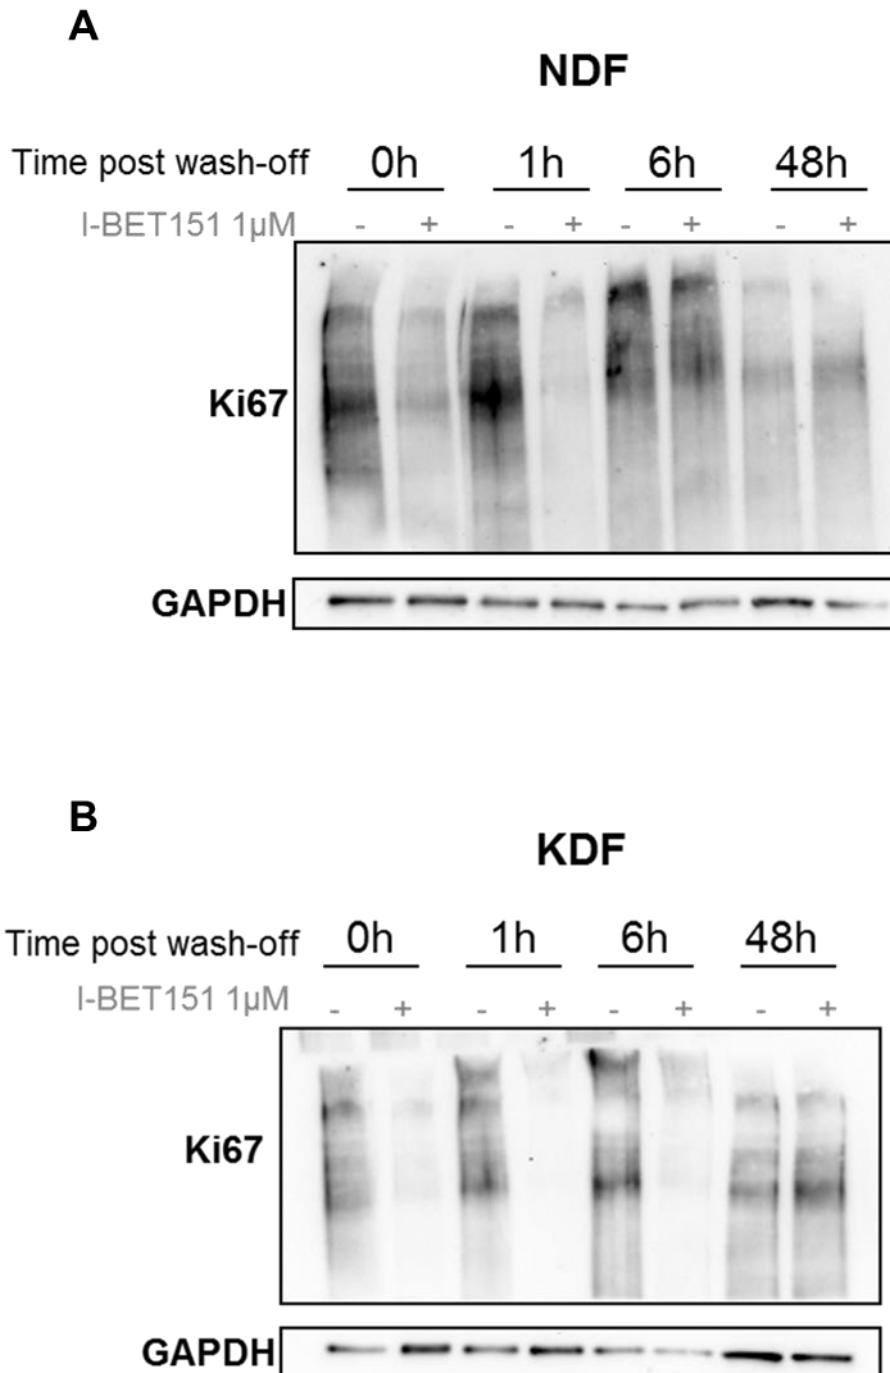 A
NDF
Time post wash-off 0h 1h 6h 48h
I-BET151 1µM - + - + - + - +
Ki67
GAPDH
B
KDF
Time post wash-off 0h 1h 6h 48h
I-BET151 1µM - + - + - + - +
Ki67
GAPDH